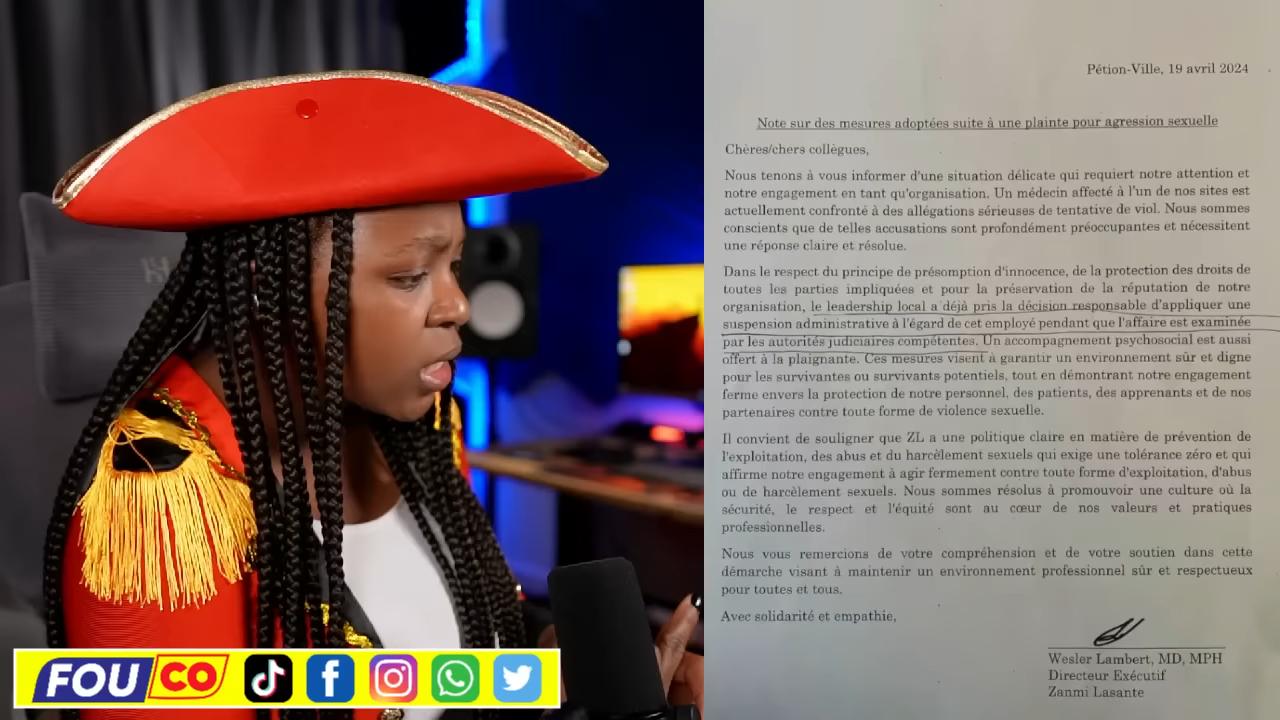 FOUCO
Pétion-Ville, 19 avril 2024
Note sur des mesures adoptées suite à une plainte pour agression sexuelle
Chères/chers collègues,
Nous tenons à vous informer d'une situation délicate qui requiert notre attention et
notre engagement en tant qu'organisation. Un médecin affecté à l'un de nos sites est
actuellement confronté à des allégations sérieuses de tentative de viol. Nous sommes
conscients que de telles accusations sont profondément préoccupantes et nécessitent
une réponse claire et résolue.
Dans le respect du principe de présomption d'innocence, de la protection des droits de
toutes les parties impliquées et pour la préservation de la réputation de notre
organisation, le leadership local a déjà pris la décision responsable d'appliquer une
suspension administrative à l'égard de cet employé pendant que l'affaire est examinée
par les autorités judiciaires compétentes. Un accompagnement psychosocial est aussi
offert à la plaignante. Ces mesures visent à garantir un environnement sûr et digne
pour les survivantes ou survivants potentiels, tout en démontrant notre engagement
ferme envers la protection de notre personnel, des patients, des apprenants et de nos
partenaires contre toute forme de violence sexuelle.
Il convient de souligner que ZL a une politique claire en matière de prévention de
l'exploitation, des abus et du harcèlement sexuels qui exige une tolérance zéro et qui
affirme notre engagement à agir fermement contre toute forme d'exploitation, d'abus
ou de harcèlement sexuels. Nous sommes résolus à promouvoir une culture où la
sécurité, le respect et l'équité sont au cœur de nos valeurs et pratiques
professionnelles.
Nous vous remercions de votre compréhension et de votre soutien dans cette
démarche visant à maintenir un environnement professionnel sûr et respectueux
pour toutes et tous.
Avec solidarité et empathie,
Wesler Lambert, MD, MPH
Directeur Exécutif
Zanmi Lasante